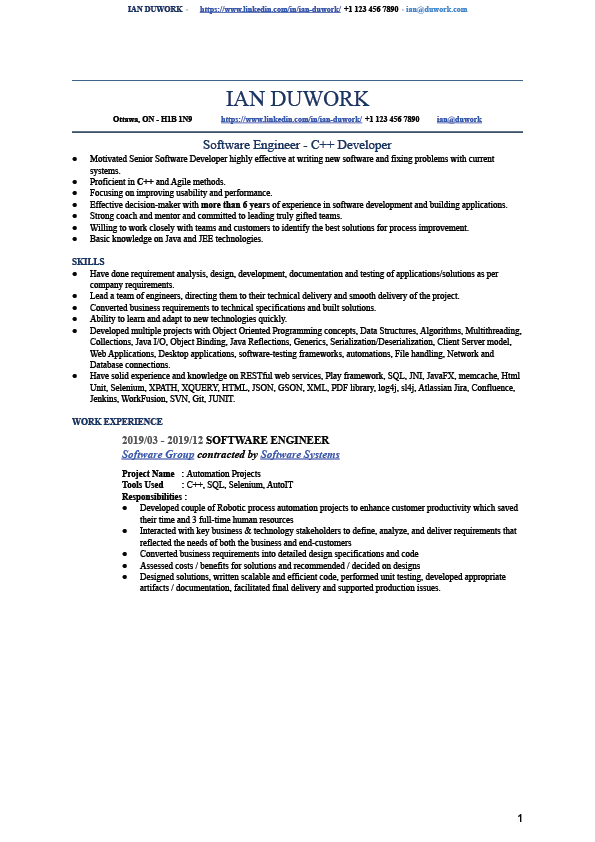 IAN DUWORK - https://www.linkedin.com/in/ian-duwork/ +1 123 456 7890 - ian@duwork.com
IAN DUWORK
Ottawa, ON - H1B 1N9 https://www.linkedin.com/in/ian-duwork/ +1 123 456 7890 ian@duwork
Software Engineer - C++ Developer
● Motivated Senior Software Developer highly effective at writing new software and fixing problems with current
systems.
● Proficient in C++ and Agile methods.
● Focusing on improving usability and performance.
● Effective decision-maker with more than 6 years of experience in software development and building applications.
● Strong coach and mentor and committed to leading truly gifted teams.
● Willing to work closely with teams and customers to identify the best solutions for process improvement.
● Basic knowledge on Java and JEE technologies.
SKILLS
● Have done requirement analysis, design, development, documentation and testing of applications/solutions as per
company requirements.
● Lead a team of engineers, directing them to their technical delivery and smooth delivery of the project.
● Converted business requirements to technical specifications and built solutions.
● Ability to learn and adapt to new technologies quickly.
● Developed multiple projects with Object Oriented Programming concepts, Data Structures, Algorithms, Multithreading,
Collections, Java I/O, Object Binding, Java Reflections, Generics, Serialization/Deserialization, Client Server model,
Web Applications, Desktop applications, software-testing frameworks, automations, File handling, Network and
Database connections.
● Have solid experience and knowledge on RESTful web services, Play framework, SQL, JNI, JavaFX, memcache, Html
Unit, Selenium, XPATH, XQUERY, HTML, JSON, GSON, XML, PDF library, log4j, sl4j, Atlassian Jira, Confluence,
Jenkins, WorkFusion, SVN, Git, JUNIT.
WORK EXPERIENCE
2019/03 - 2019/12 SOFTWARE ENGINEER
Software Group contracted by Software Systems
Project Name : Automation Projects
Tools Used : C++, SQL, Selenium, AutoIT
Responsibilities :
● Developed couple of Robotic process automation projects to enhance customer productivity which saved
their time and 3 full-time human resources
● Interacted with key business & technology stakeholders to define, analyze, and deliver requirements that
reflected the needs of both the business and end-customers
● Converted business requirements into detailed design specifications and code
● Assessed costs / benefits for solutions and recommended / decided on designs
● Designed solutions, written scalable and efficient code, performed unit testing, developed appropriate
artifacts / documentation, facilitated final delivery and supported production issues.
1